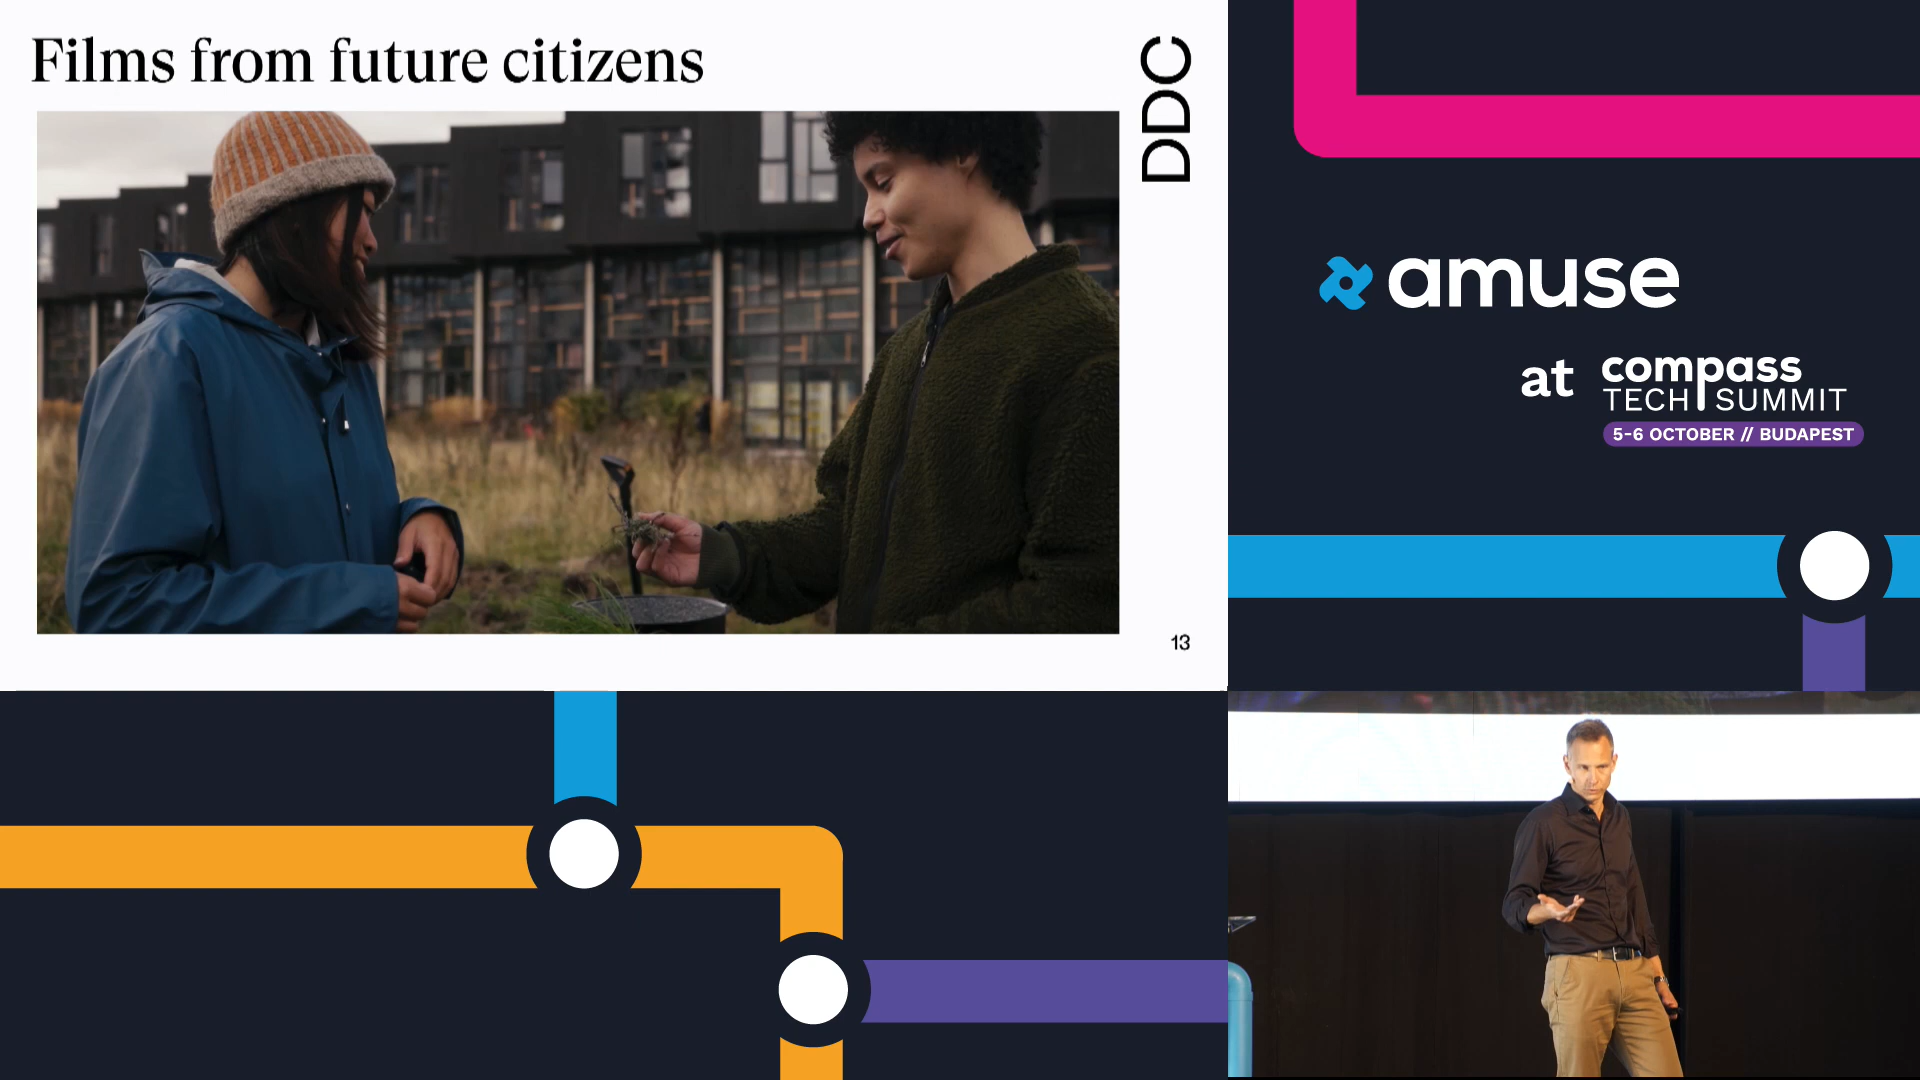 Films from future citizens
DDC
13
amuse
at
compass
TECH SUMMIT
5-6 OCTOBER // BUDAPEST